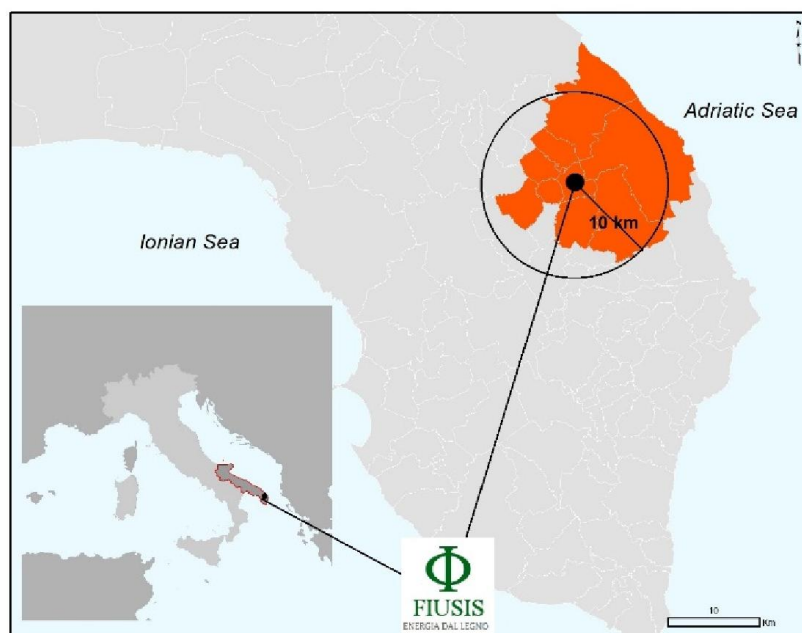 Adriatic Sea
10 km
Ionian Sea
Φ
FIUSIS
ENERGIA DAL LEGNO
10
Km